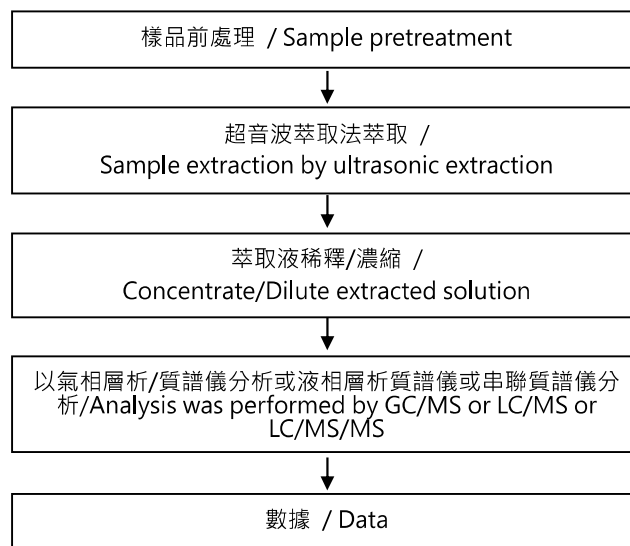 樣品前處理 / Sample pretreatment
超音波萃取法萃取 /
Sample extraction by ultrasonic extraction
萃取液稀釋/濃縮 /
Concentrate/Dilute extracted solution
以氣相層析/質譜儀分析或液相層析質譜儀或串聯質譜儀分
析/Analysis was performed by GC/MS or LC/MS or
LC/MS/MS
數據 / Data